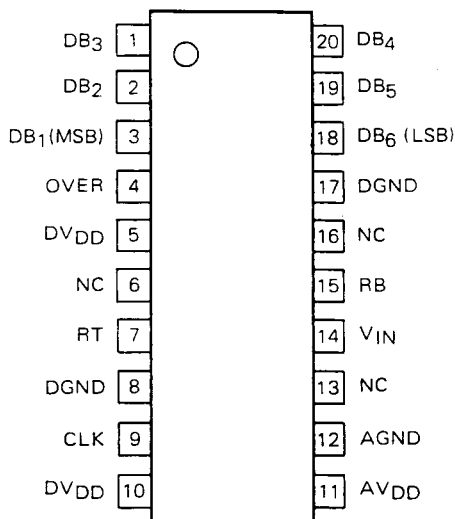 DB3 1 20 DB4
DB2 2 19 DB5
DB1(MSB) 3 18 DB6 (LSB)
OVER 4 17 DGND
DVDD 5 16 NC
NC 6 15 RB
RT 7 14 VIN
DGND 8 13 NC
CLK 9 12 AGND
DVDD 10 11 AVDD